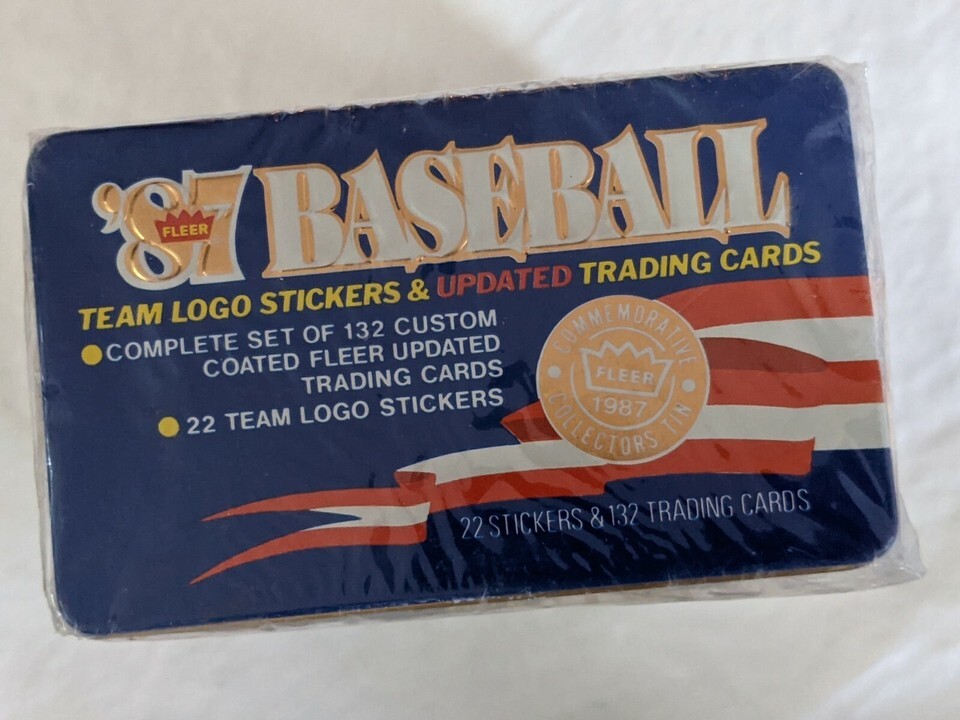 '87 BASEBALL
FLEER
TEAM LOGO STICKERS & UPDATED TRADING CARDS
COMPLETE SET OF 132 CUSTOM
COATED FLEER UPDATED
TRADING CARDS
22 TEAM LOGO STICKERS
COMMEMORATIVE
FLEER
1987
COLLECTORS TIN
22 STICKERS & 132 TRADING CARDS